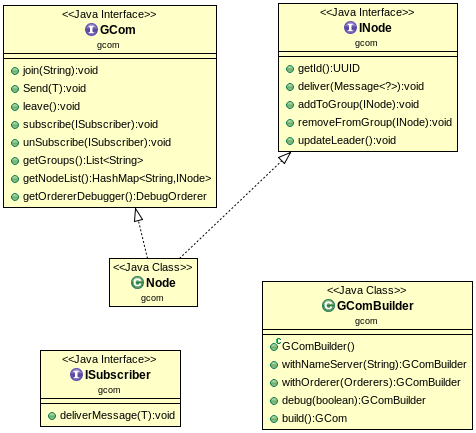 <<Java Interface>>
GCom
gcom
join(String):void
Send(T):void
leave():void
subscribe(ISubscriber):void
unSubscribe(ISubscriber):void
getGroups():List<String>
getNodeList():HashMap<String,INode>
getOrdererDebugger():DebugOrderer
<<Java Interface>>
INode
gcom
getId():UUID
deliver(Message<?>):void
addToGroup(INode):void
removeFromGroup(INode):void
updateLeader():void
<<Java Class>>
Node
gcom
<<Java Class>>
GComBuilder
gcom
GComBuilder()
withNameServer(String):GComBuilder
withOrderer(Orderers):GComBuilder
debug(boolean):GComBuilder
build():GCom
<<Java Interface>>
ISubscriber
gcom
deliverMessage(T):void